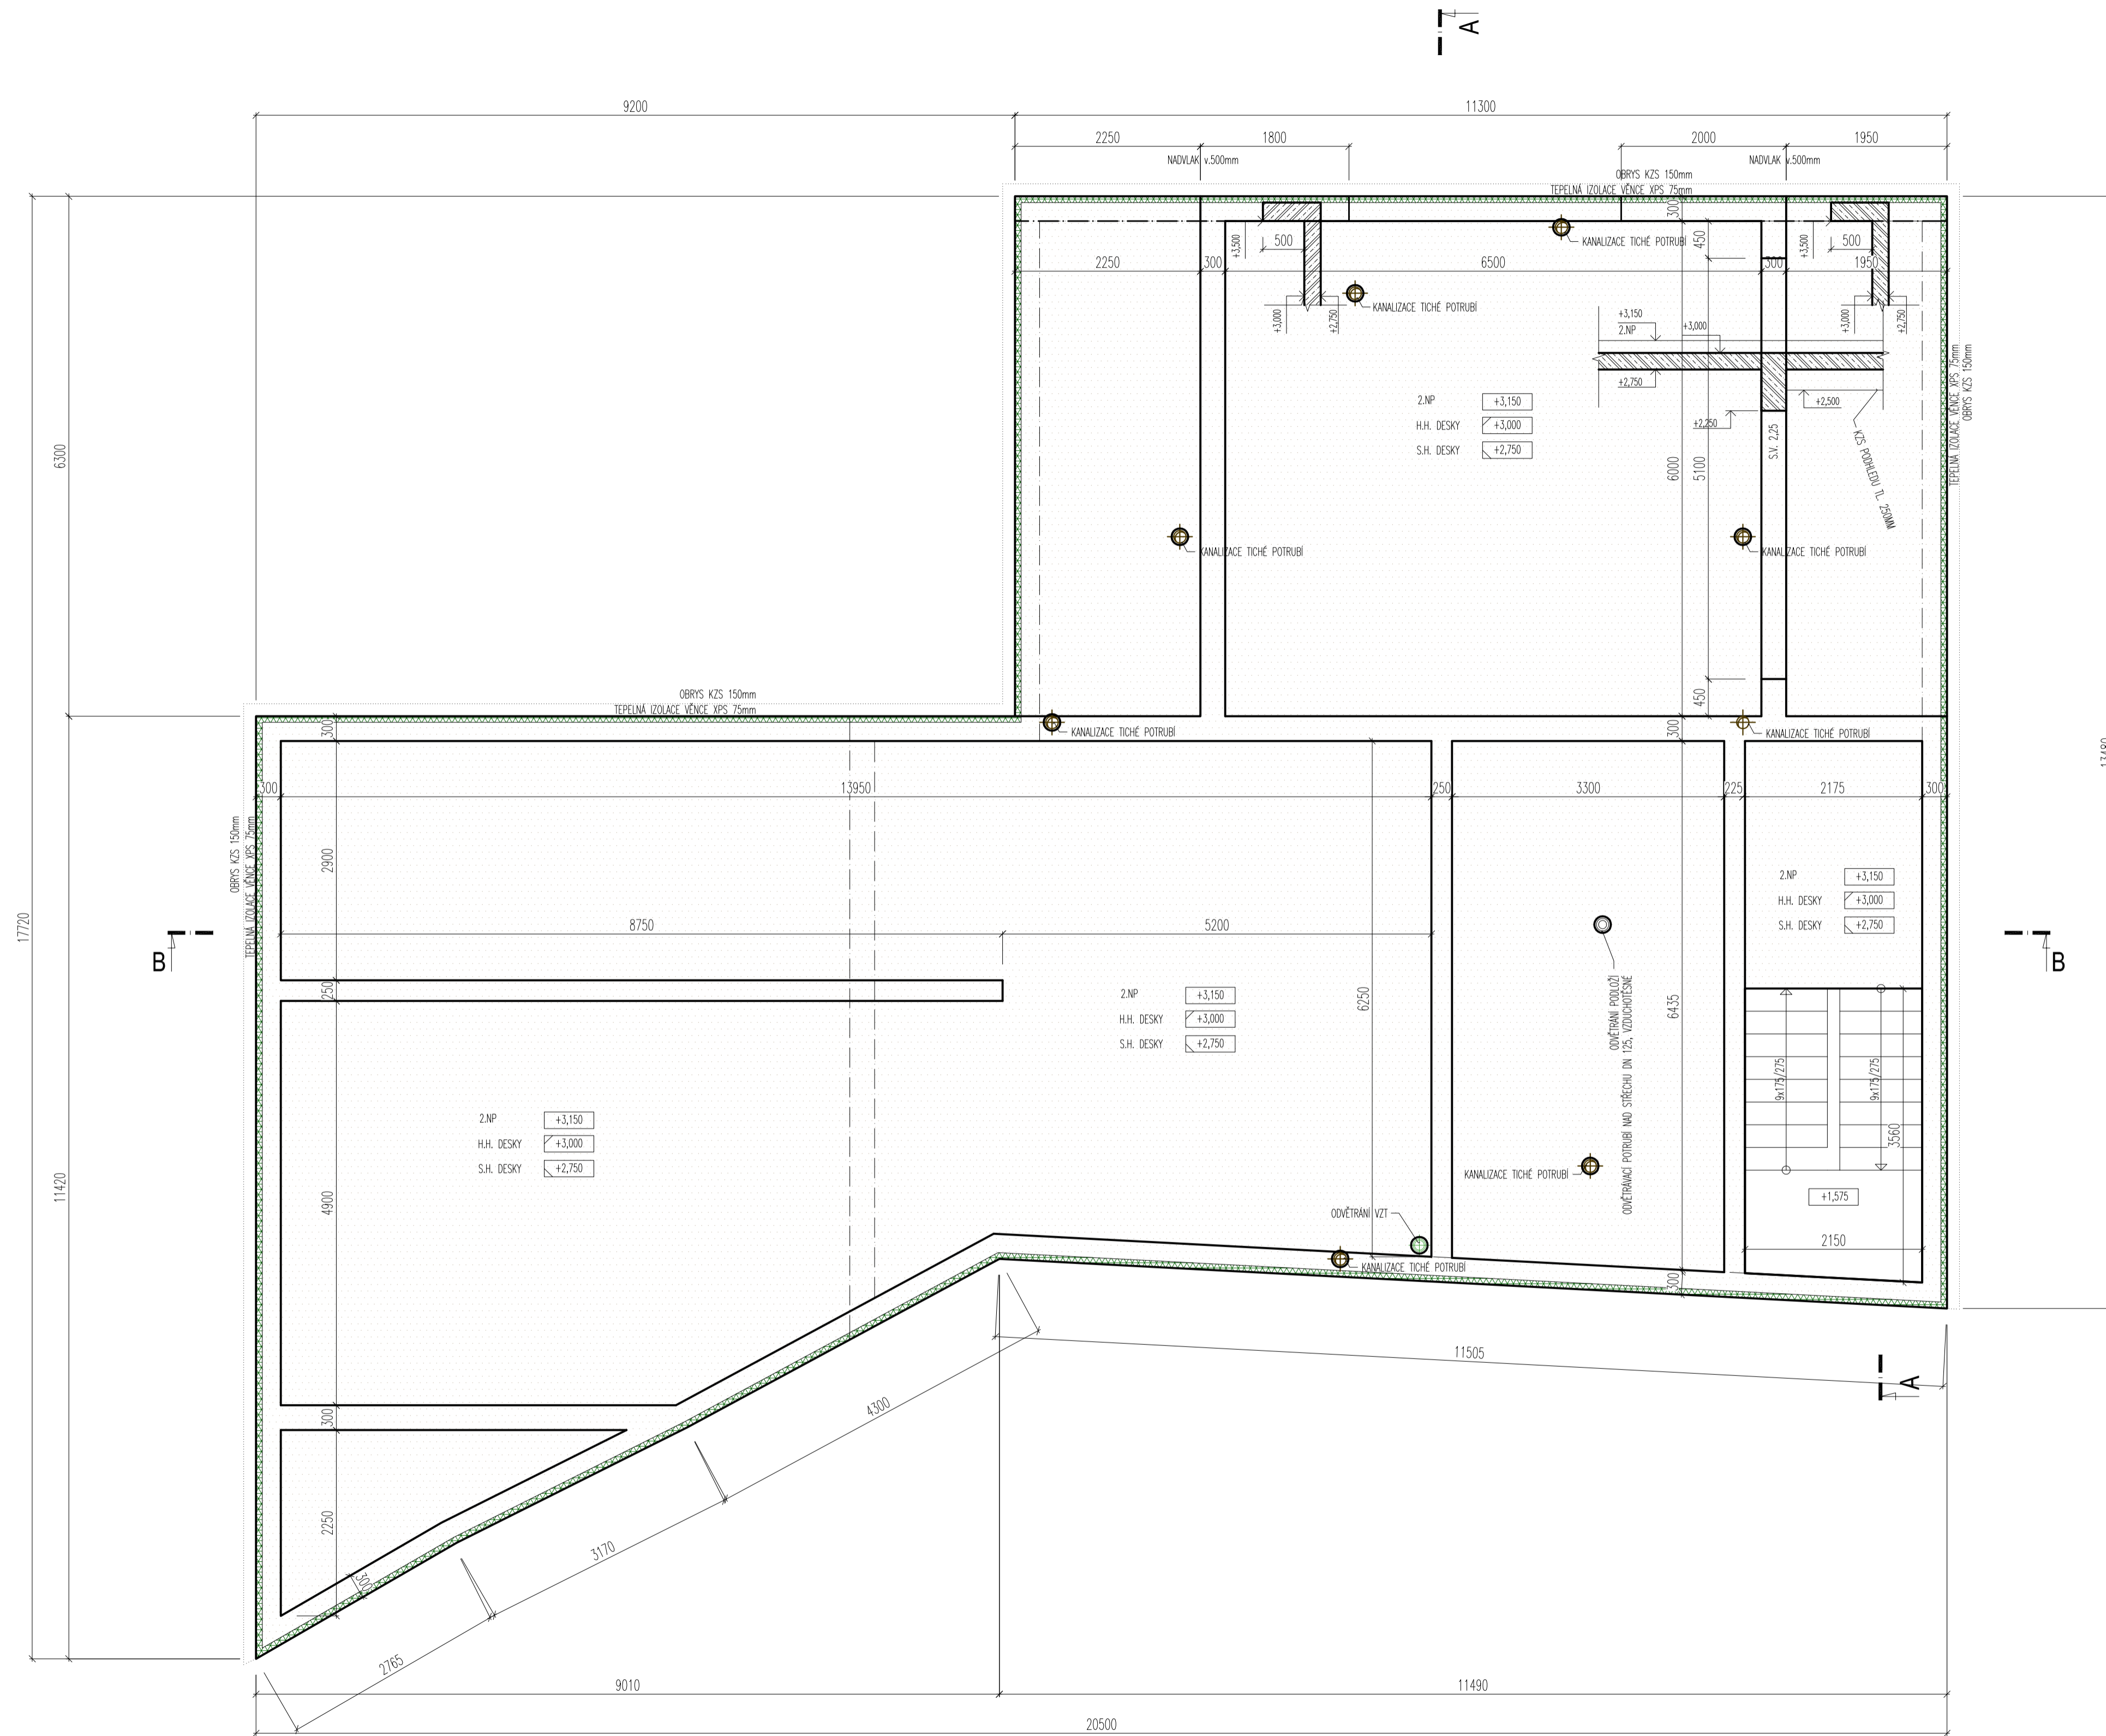 A
9200
11300
2250
1800
2000
1950
NADVLAK v.500mm
NADVLAK v.500mm
OBRYS KZS 150mm
TEPELNÁ IZOLACE VĚNCE XPS 75mm
300
450
+3,500
500
KANALIZACE TICHÉ POTRUBÍ
+3,500
500
2250
300
6500
300
1950
KANALIZACE TICHÉ POTRUBÍ
+3,000
+2,750
+3,150
2.NP
+3,000
+3,000
+2,750
+2,750
+2,500
+2,250
S.V. 2,25
KZS PODHLEDU TL. 250MM
TEPELNÁ IZOLACE VĚNCE XPS 75mm
OBRYS KZS 150mm
2.NP +3,150
H.H. DESKY +3,000
S.H. DESKY +2,750
6300
6000
5100
KANALIZACE TICHÉ POTRUBÍ
KANALIZACE TICHÉ POTRUBÍ
450
OBRYS KZS 150mm
TEPELNÁ IZOLACE VĚNCE XPS 75mm
300
KANALIZACE TICHÉ POTRUBÍ
300
KANALIZACE TICHÉ POTRUBÍ
13480
300
13950
250
3300
225
2175
300
OBRYS KZS 150mm
TEPELNÁ IZOLACE VĚNCE XPS 75mm
2900
2.NP +3,150
H.H. DESKY +3,000
S.H. DESKY +2,750
17720
8750
5200
B
B
250
2.NP +3,150
H.H. DESKY +3,000
S.H. DESKY +2,750
6250
6435
ODVĚTRÁNÍ PODLOŽÍ
ODVĚTRÁVACÍ POTRUBÍ NAD STŘECHU DN 125, VZDUCHOTĚSNÉ
9x175/275
9x175/275
3560
2.NP +3,150
H.H. DESKY +3,000
S.H. DESKY +2,750
11420
4900
KANALIZACE TICHÉ POTRUBÍ
+1,575
ODVĚTRÁNÍ VZT
2150
KANALIZACE TICHÉ POTRUBÍ
300
11505
A
4300
300
2250
3170
300
2765
9010
11490
20500